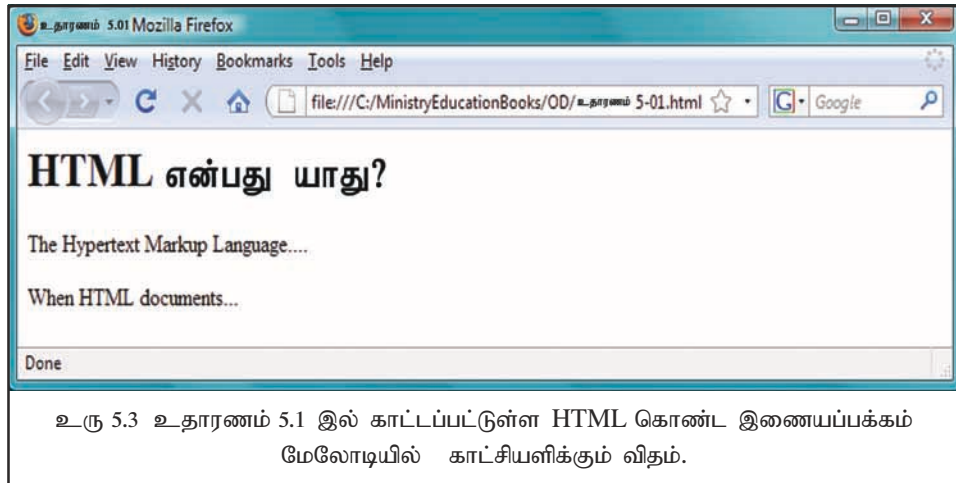 உதாரணம் 5.01 Mozilla Firefox
File Edit View History Bookmarks Tools Help
file:///C:/MinistryEducationBooks/OD/உதாரணம் 5-01.html G Google
HTML என்பது யாது?
The Hypertext Markup Language....
When HTML documents...
Done
உரு 5.3 உதாரணம் 5.1 இல் காட்டப்பட்டுள்ள HTML கொண்ட இணையப்பக்கம்
மேலோடியில் காட்சியளிக்கும் விதம்.